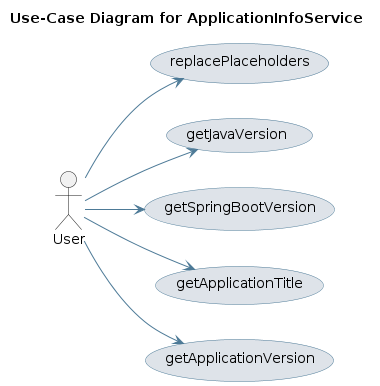 Use-Case Diagram for ApplicationInfoService
replacePlaceholders
getJavaVersion
getSpringBootVersion
User
getApplicationTitle
getApplicationVersion